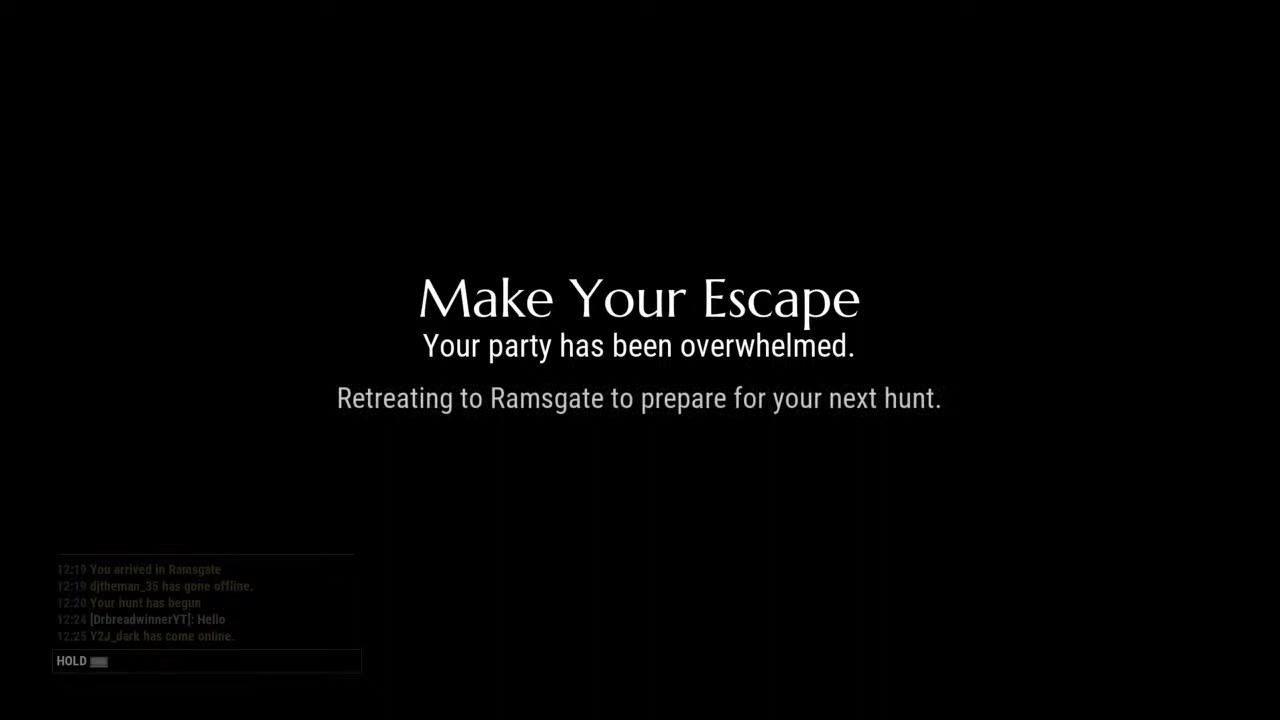 Make Your Escape
Your party has been overwhelmed.
Retreating to Ramsgate to prepare for your next hunt.
12:19 You arrived in Ramsgate
12:19 djtheman_35 has gone offline.
12:20 Your hunt has begun
12:24 [DrbreadwinnerYT]: Hello
12:25 Y2J_dark has come online.
HOLD